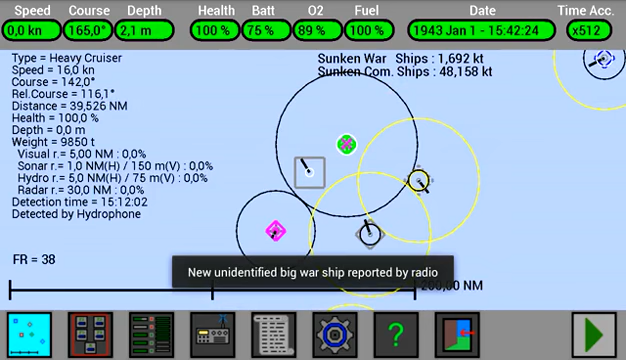 Speed Course Depth Health Batt O2 Fuel Date Time Acc.
0,0 kn 165,0° 2,1 m 100 % 75 % 89 % 100 % 1943 Jan 1 - 15:42:24 x512
Type = Heavy Cruiser
Speed = 16,0 kn
Course = 142,0°
Rel.Course = 116,1°
Distance = 39,526 NM
Health = 100,0 %
Depth = 0,0 m
Weight = 9850 t
Visual r.= 5,00 NM : 0,0%
Sonar r.= 1,0 NM(H) / 150 m(V) : 0,0%
Hydro r.= 5,0 NM(H) / 75 m(V) : 0,0%
Radar r.= 30,0 NM : 0,0%
Detection time = 15:12:02
Detected by Hydrophone
Sunken War Ships : 1,692 kt
Sunken Com. Ships : 48,158 kt
FR = 38
New unidentified big war ship reported by radio
200,00 NM
?